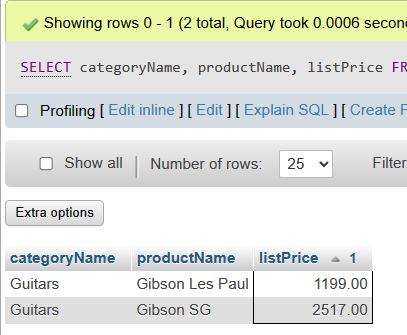 Showing rows 0 - 1 (2 total, Query took 0.0006
SELECT categoryName, productName, listPrice
Profiling [ Edit inline ] [ Edit ] [ Explain SQL ] [ Create
Show all Number of rows: 25 Filter
Extra options
categoryName productName listPrice 1
Guitars Gibson Les Paul 1199.00
Guitars Gibson SG 2517.00